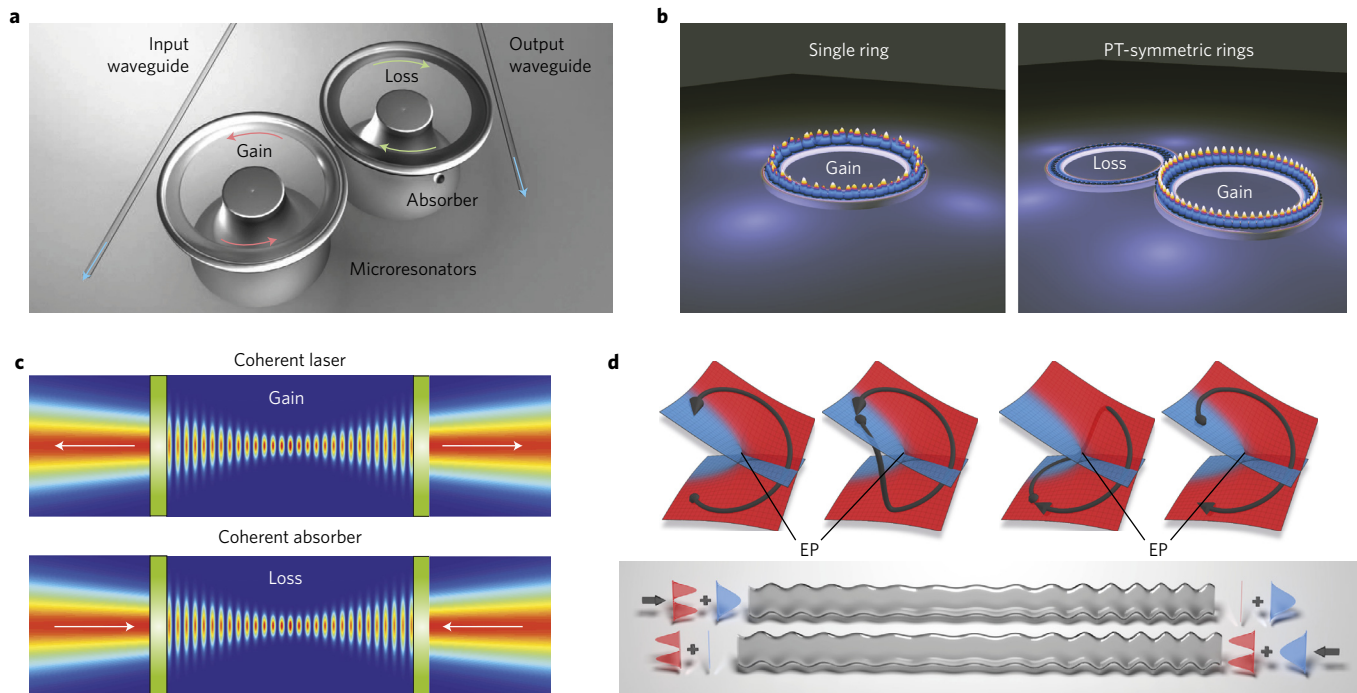 a
Input
waveguide
Output
waveguide
Loss
Gain
Absorber
Microresonators
b
Single ring
PT-symmetric rings
Gain
Loss
Gain
c
Coherent laser
Gain
Coherent absorber
Loss
d
EP
EP
+
+
+
+